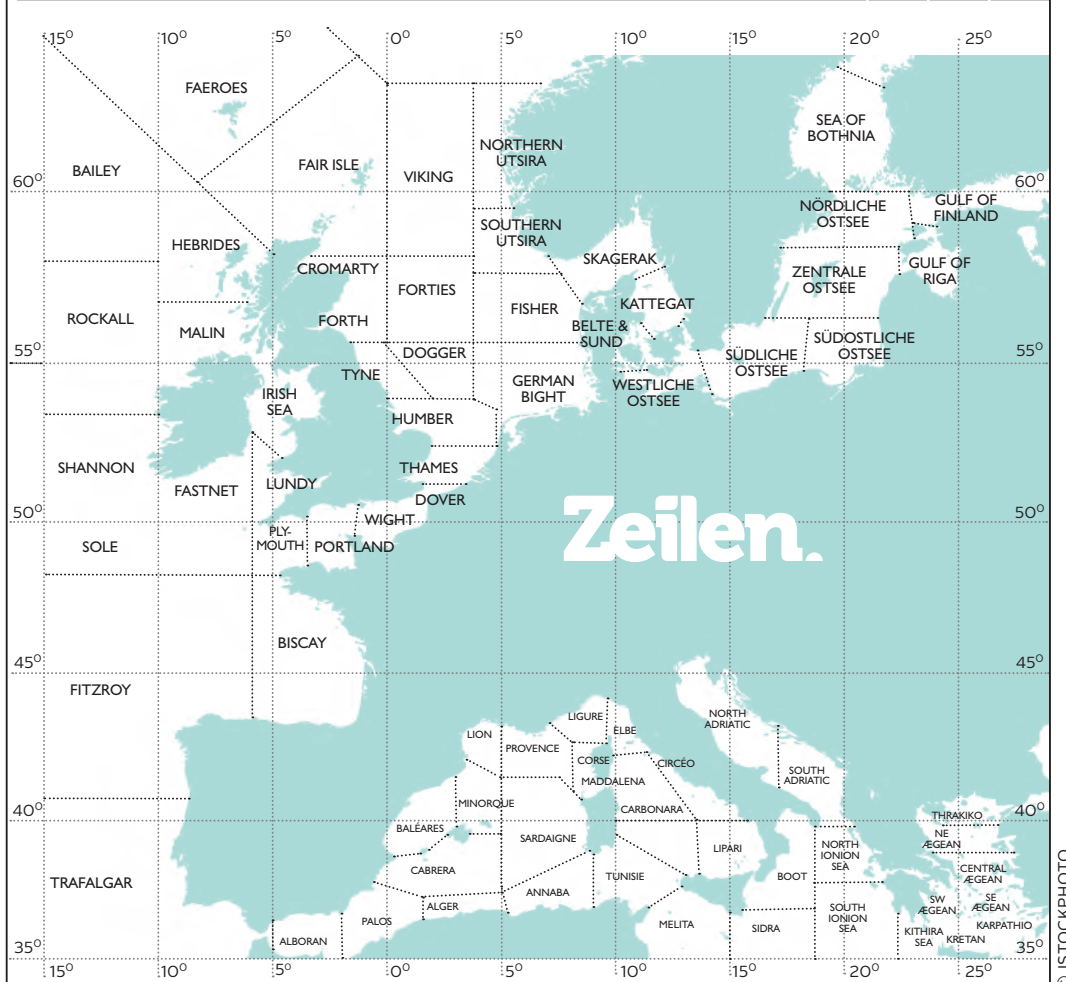 15° 10° 5° 0° 5° 10° 15° 20° 25°
FAEROES
SEA OF
BOTHNIA
NORTHERN
UTSIRA
FAIR ISLE
BAILEY
VIKING
60°
60°
NÖRDLICHE
OSTSEE
GULF OF
FINLAND
SOUTHERN
UTSIRA
HEBRIDES
SKAGERAK
CROMARTY
ZENTRALE
OSTSEE
GULF OF
RIGA
FORTIES
KATTEGAT
FISHER
ROCKALL
FORTH
MALIN
BELTE &
SUND
SÜDOSTLICHE
OSTSEE
DOGGER
SÜDLICHE
OSTSEE
55°
55°
TYNE
GERMAN
BIGHT
WESTLICHE
OSTSEE
IRISH
SEA
HUMBER
SHANNON
THAMES
LUNDY
FASTNET
DOVER
WIGHT
50°
50°
Zeilen.
PLY-
MOUTH
PORTLAND
SOLE
BISCAY
45°
45°
FITZROY
LIGURE
NORTH
ADRIATIC
ELBE
LION
PROVENCE
CORSE
CIRCÉO
SOUTH
ADRIATIC
MADDALENA
MINORQUE
CARBONARA
40°
40°
THRAKIKO
BALÉARES
SARDAIGNE
NE
ÆGEAN
LIPARI
NORTH
IONION
SEA
CABRERA
CENTRAL
ÆGEAN
TUNISIE
BOOT
TRAFALGAR
ANNABA
ALGER
SW
ÆGEAN
SE
ÆGEAN
PALOS
MELITA
SIDRA
SOUTH
IONION
SEA
KARPATHIO
KITHIRA
SEA
KRETAN
ALBORAN
35°
35°
15° 10° 5° 0° 5° 10° 15° 20° 25°
© ISTOCKPHOTO